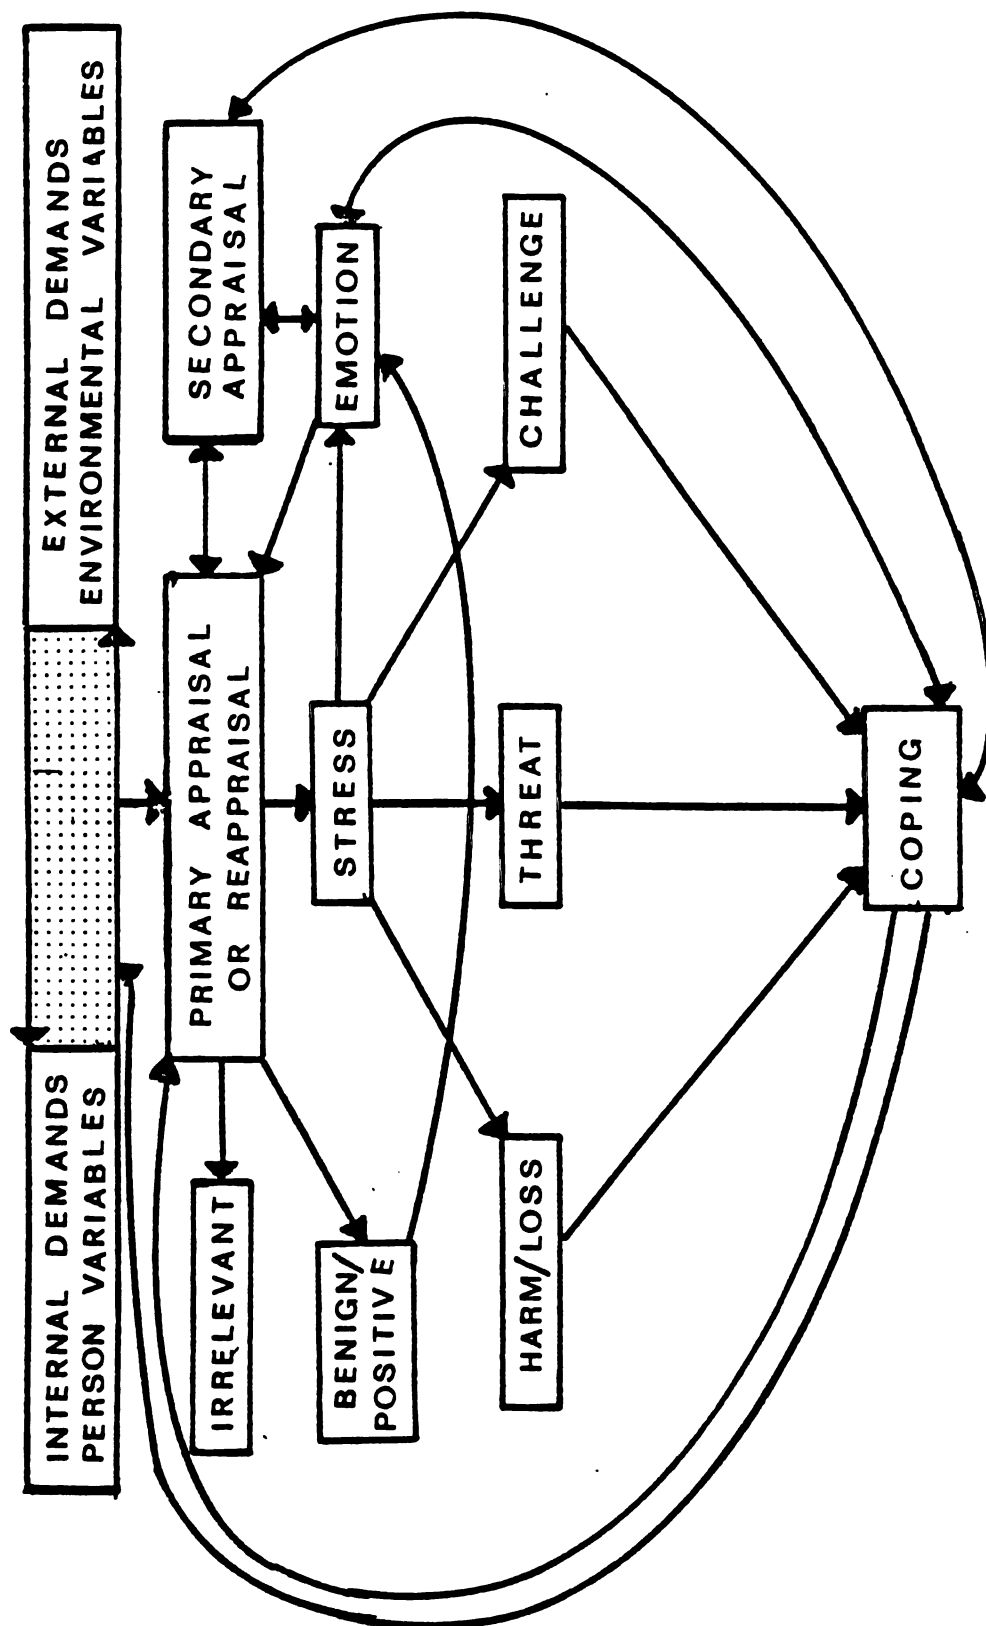 INTERNAL DEMANDS
PERSON VARIABLES
EXTERNAL DEMANDS
ENVIRONMENTAL VARIABLES
PRIMARY APPRAISAL
OR REAPPRAISAL
SECONDARY
APPRAISAL
IRRELEVANT
BENIGN/
POSITIVE
STRESS
EMOTION
HARM/LOSS
THREAT
CHALLENGE
COPING